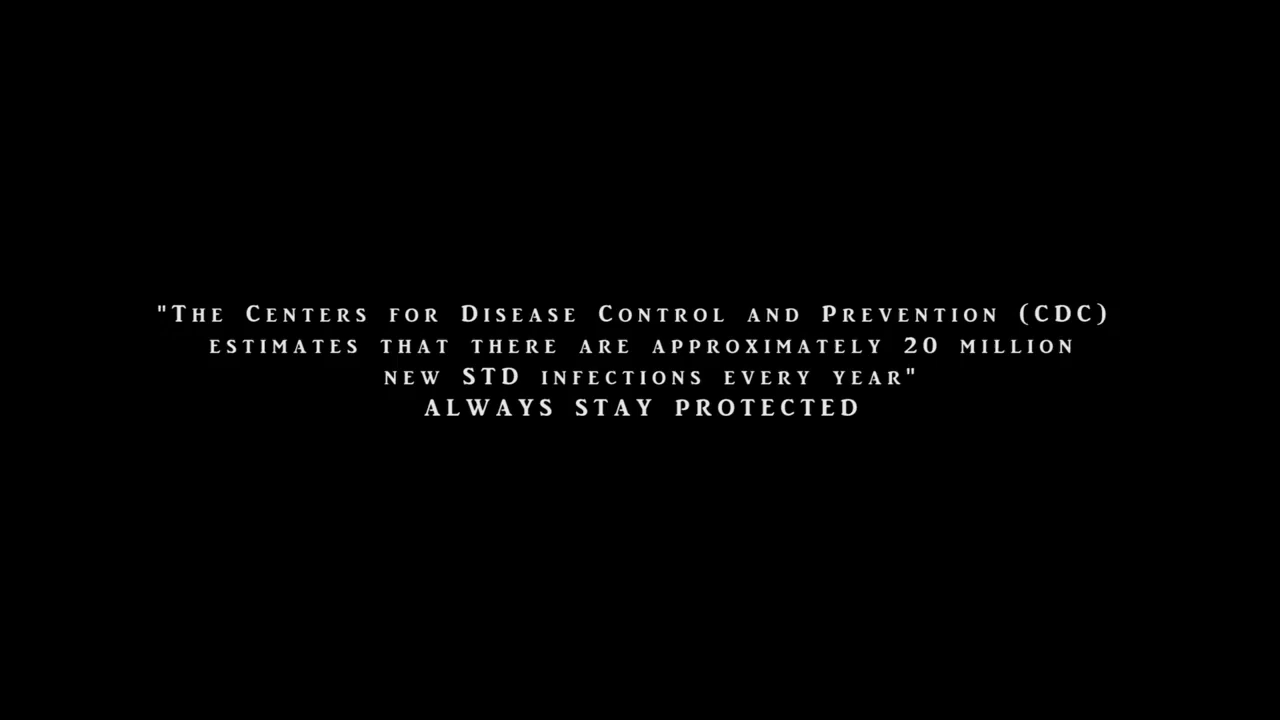 "The Centers for Disease Control and Prevention (CDC)
estimates that there are approximately 20 million
new STD infections every year"
ALWAYS STAY PROTECTED